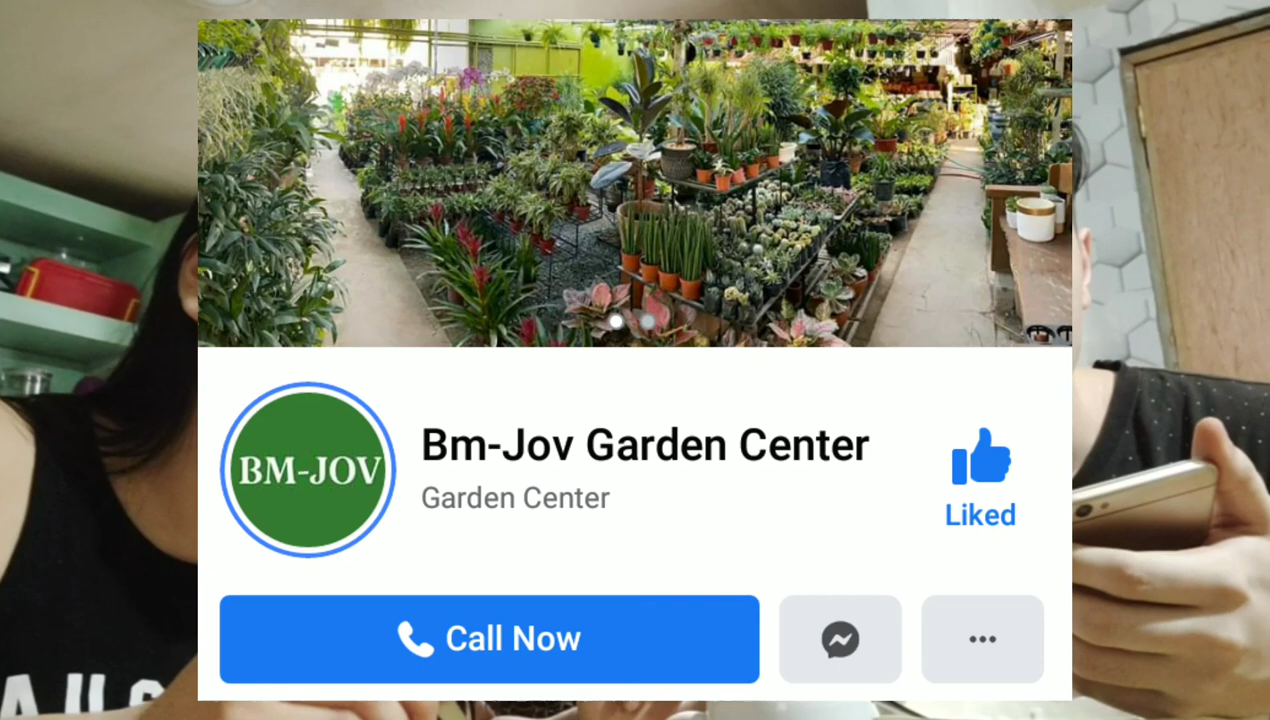 BM-JOV
Bm-Jov Garden Center
Garden Center
Liked
Call Now